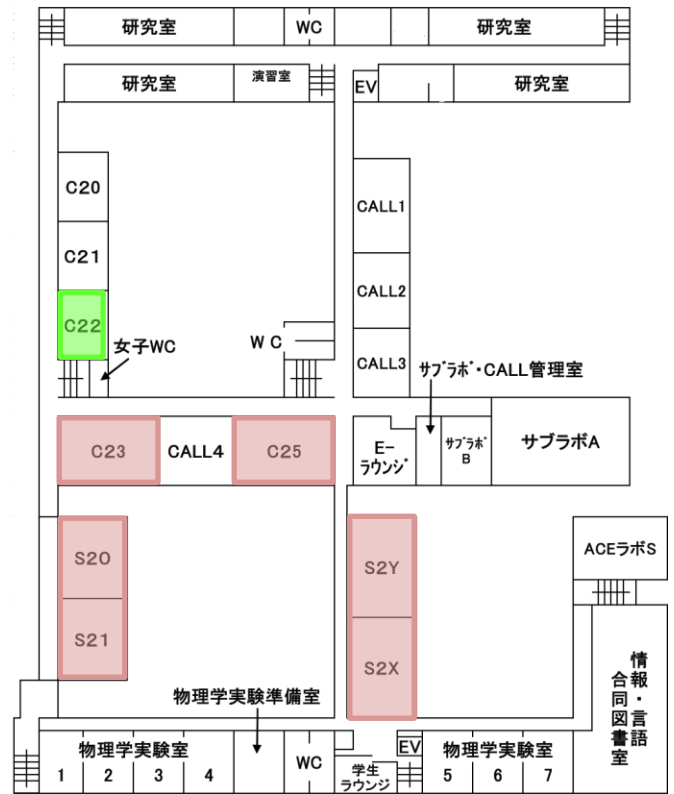 研究室
WC
研究室
研究室
演習室
EV
研究室
C20
C21
C22
CALL1
CALL2
CALL3
女子WC
WC
サブラボ・CALL管理室
C23
CALL4
C25
E-
ラウンジ
サブラボ
B
サブラボA
S20
S21
S2Y
S2X
ACEラボS
情報・言語
合同図書室
物理学実験準備室
物理学実験室
1
2
3
4
WC
学生
ラウンジ
EV
物理学実験室
5
6
7